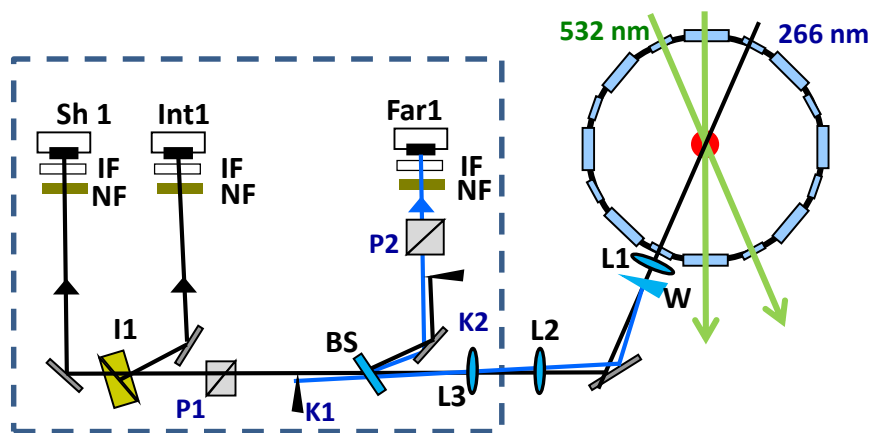 532 nm
266 nm
Sh 1
Int1
Far1
IF
NF
IF
NF
IF
NF
P2
L1
W
I1
BS
K2
L2
P1
K1
L3